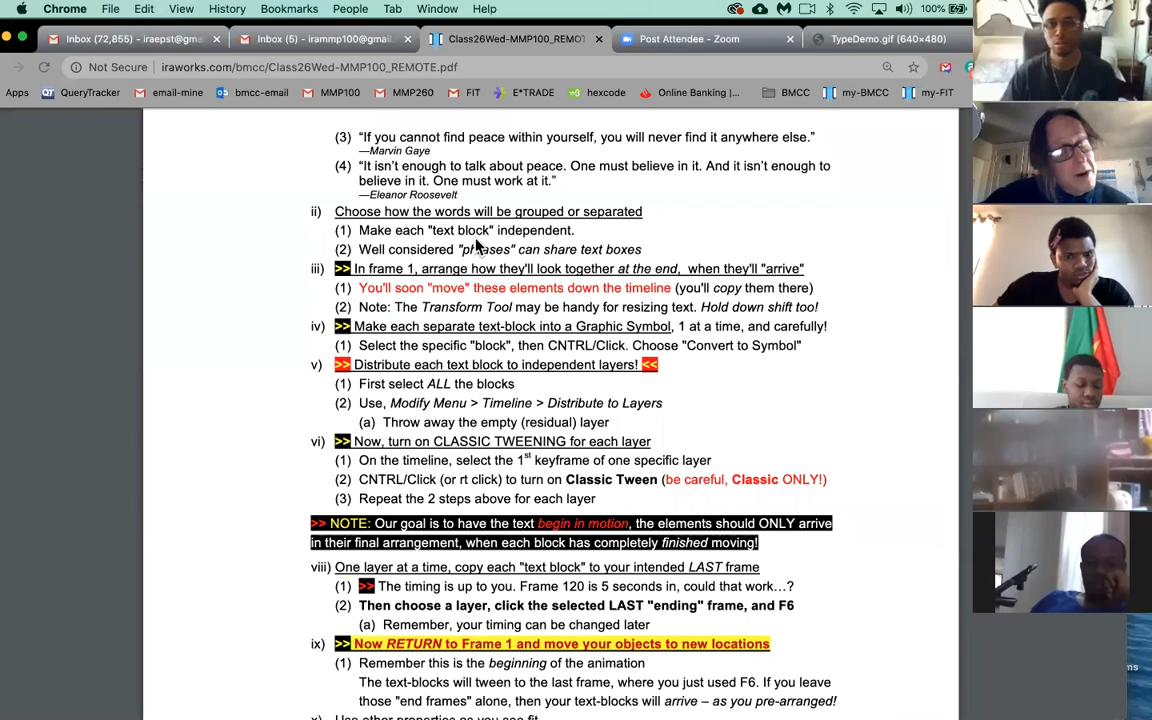 Chrome File Edit View History Bookmarks People Tab Window Help 100%
Inbox (72,855) - iraepst@gm
Inbox (5) - irammp100@gmai
Class26Wed-MMP100_REMOT
Post Attendee - Zoom
TypeDemo.gif (640×480)
Not Secure iraworks.com/bmcc/Class26Wed-MMP100_REMOTE.pdf
Apps QueryTracker email-mine bmcc-email MMP100 MMP260 FIT E*TRADE hexcode Online Banking |... BMCC my-BMCC my-FIT
(3) “If you cannot find peace within yourself, you will never find it anywhere else.”
—Marvin Gaye
(4) “It isn’t enough to talk about peace. One must believe in it. And it isn’t enough to
believe in it. One must work at it.”
—Eleanor Roosevelt
ii) Choose how the words will be grouped or separated
(1) Make each "text block" independent.
(2) Well considered "phrases" can share text boxes
iii) >> In frame 1, arrange how they'll look together at the end, when they'll "arrive"
(1) You'll soon "move" these elements down the timeline (you'll copy them there)
(2) Note: The Transform Tool may be handy for resizing text. Hold down shift too!
iv) >> Make each separate text-block into a Graphic Symbol, 1 at a time, and carefully!
(1) Select the specific "block", then CNTRL/Click. Choose "Convert to Symbol"
v) >> Distribute each text block to independent layers! <<
(1) First select ALL the blocks
(2) Use, Modify Menu > Timeline > Distribute to Layers
(a) Throw away the empty (residual) layer
vi) >> Now, turn on CLASSIC TWEENING for each layer
(1) On the timeline, select the 1st keyframe of one specific layer
(2) CNTRL/Click (or rt click) to turn on Classic Tween (be careful, Classic ONLY!)
(3) Repeat the 2 steps above for each layer
>> NOTE: Our goal is to have the text begin in motion, the elements should ONLY arrive
in their final arrangement, when each block has completely finished moving!
viii) One layer at a time, copy each "text block" to your intended LAST frame
(1) >> The timing is up to you. Frame 120 is 5 seconds in, could that work…?
(2) Then choose a layer, click the selected LAST "ending" frame, and F6
(a) Remember, your timing can be changed later
ix) >> Now RETURN to Frame 1 and move your objects to new locations
(1) Remember this is the beginning of the animation
The text-blocks will tween to the last frame, where you just used F6. If you leave
those "end frames" alone, then your text-blocks will arrive – as you pre-arranged!
x) Use other properties as you see fit
ms